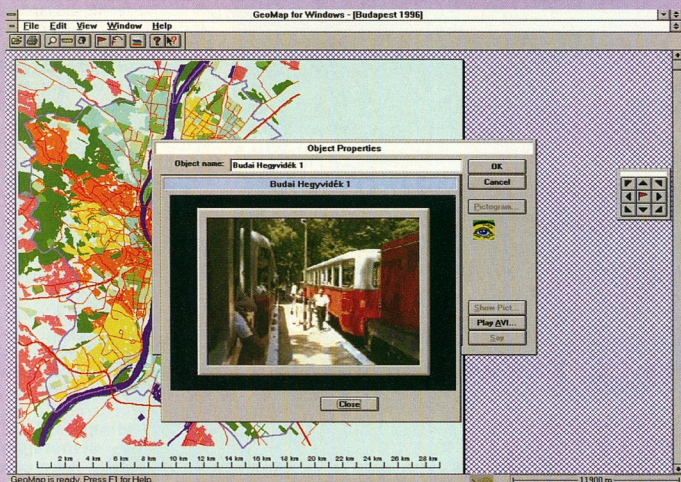 GeoMap for Windows - [Budapest 1996]
File Edit View Window Help
Object Properties
Object name: Budai Hegyvidék 1
OK
Budai Hegyvidék 1
Cancel
Pictogram...
Show Pict...
Play AVI...
Say
Close
2 km 4 km 6 km 8 km 10 km 12 km 14 km 16 km 18 km 20 km 22 km 24 km 26 km 28 km
GeoMap is ready. Press F1 for Help.
11900 m